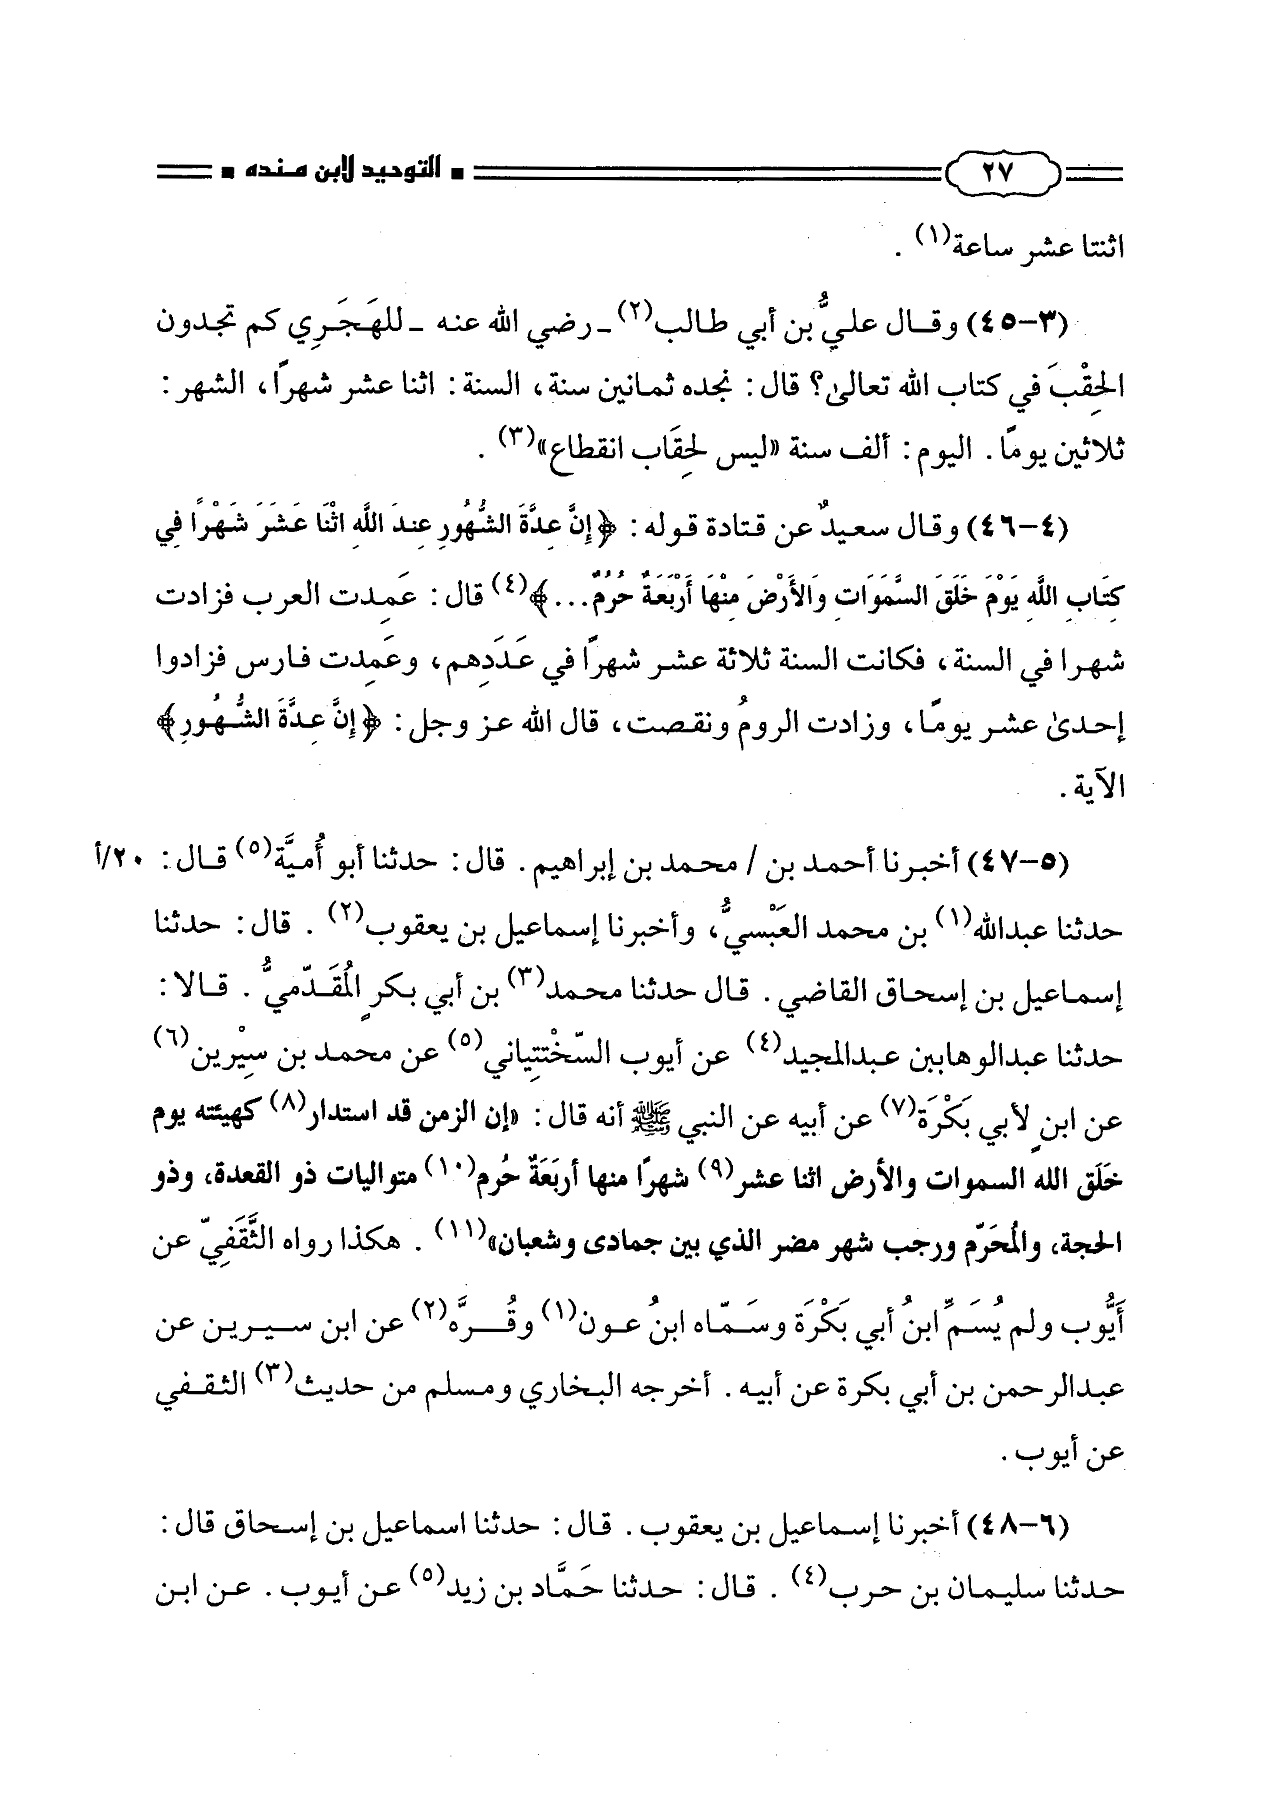 ٢٧ ■ التوحيد لابن منده ■
اثنتا عشر ساعة(١) .
(٣-٤٥) وقال عليُّ بن أبي طالب(٢) ـ رضي الله عنه ـ للهَجَري كم تجدون
الحِقْبَ في كتاب الله تعالىٰ؟ قال : نجده ثمانين سنة، السنة : اثنا عشر شهرًا، الشهر :
ثلاثين يومًا. اليوم : ألف سنة «ليس لحِقَاب انقطاع»(٣) .
(٤-٤٦) وقال سعيدٌ عن قتادة قوله : ﴿إِنَّ عِدَّةَ الشُّهُورِ عِندَ اللَّهِ اثْنَا عَشَرَ شَهْرًا فِي
كِتَابِ اللَّهِ يَوْمَ خَلَقَ السَّمَوَاتِ وَالأَرْضَ مِنْهَا أَرْبَعَةٌ حُرُمٌ...﴾(٤) قال : عَمِدت العرب فزادت
شهرا في السنة، فكانت السنة ثلاثة عشر شهرًا في عَدَدِهم، وعَمِدت فارس فزادوا
إحدىٰ عشر يومًا، وزادت الرومُ ونقصت، قال الله عز وجل : ﴿إِنَّ عِدَّةَ الشُّهُورِ﴾
الآية .
(٥-٤٧) أخبرنا أحمد بن / محمد بن إبراهيم . قال : حدثنا أبو أُميَّة(٥) قال : ٢٠/أ
حدثنا عبدالله(١) بن محمد العَبْسيُّ، وأخبرنا إسماعيل بن يعقوب(٢) . قال : حدثنا
إسماعيل بن إسحاق القاضي . قال حدثنا محمد(٣) بن أبي بكرٍ المُقَدّميُّ . قالا :
حدثنا عبدالوهابين عبدالمجيد(٤) عن أيوب السّخْتِتياني(٥) عن محمد بن سيْرين(٦)
عن ابنٍ لأبي بَكْرَة(٧) عن أبيه عن النبي ﷺ أنه قال : «إن الزمن قد استدار(٨) كهيئته يوم
خَلَق الله السموات والأرض اثنا عشر(٩) شهرًا منها أربَعَةٌ حُرم(١٠) متواليات ذو القعدة، وذو
الحجة، والمُحَرّم ورجب شهر مضر الذي بين جمادى وشعبان»(١١) . هكذا رواه الثَّقَفيّ عن
أَيُّوب ولم يُسَمِّ ابنُ أبي بَكْرَة وسَمّاه ابنُ عون(١) وقُرَّه(٢) عن ابن سيرين عن
عبدالرحمن بن أبي بكرة عن أبيه . أخرجه البخاري ومسلم من حديث(٣) الثقفي
عن أيوب .
(٦-٤٨) أخبرنا إسماعيل بن يعقوب . قال : حدثنا اسماعيل بن إسحاق قال :
حدثنا سليمان بن حرب(٤) . قال : حدثنا حَمَّاد بن زيد(٥) عن أيوب . عن ابن